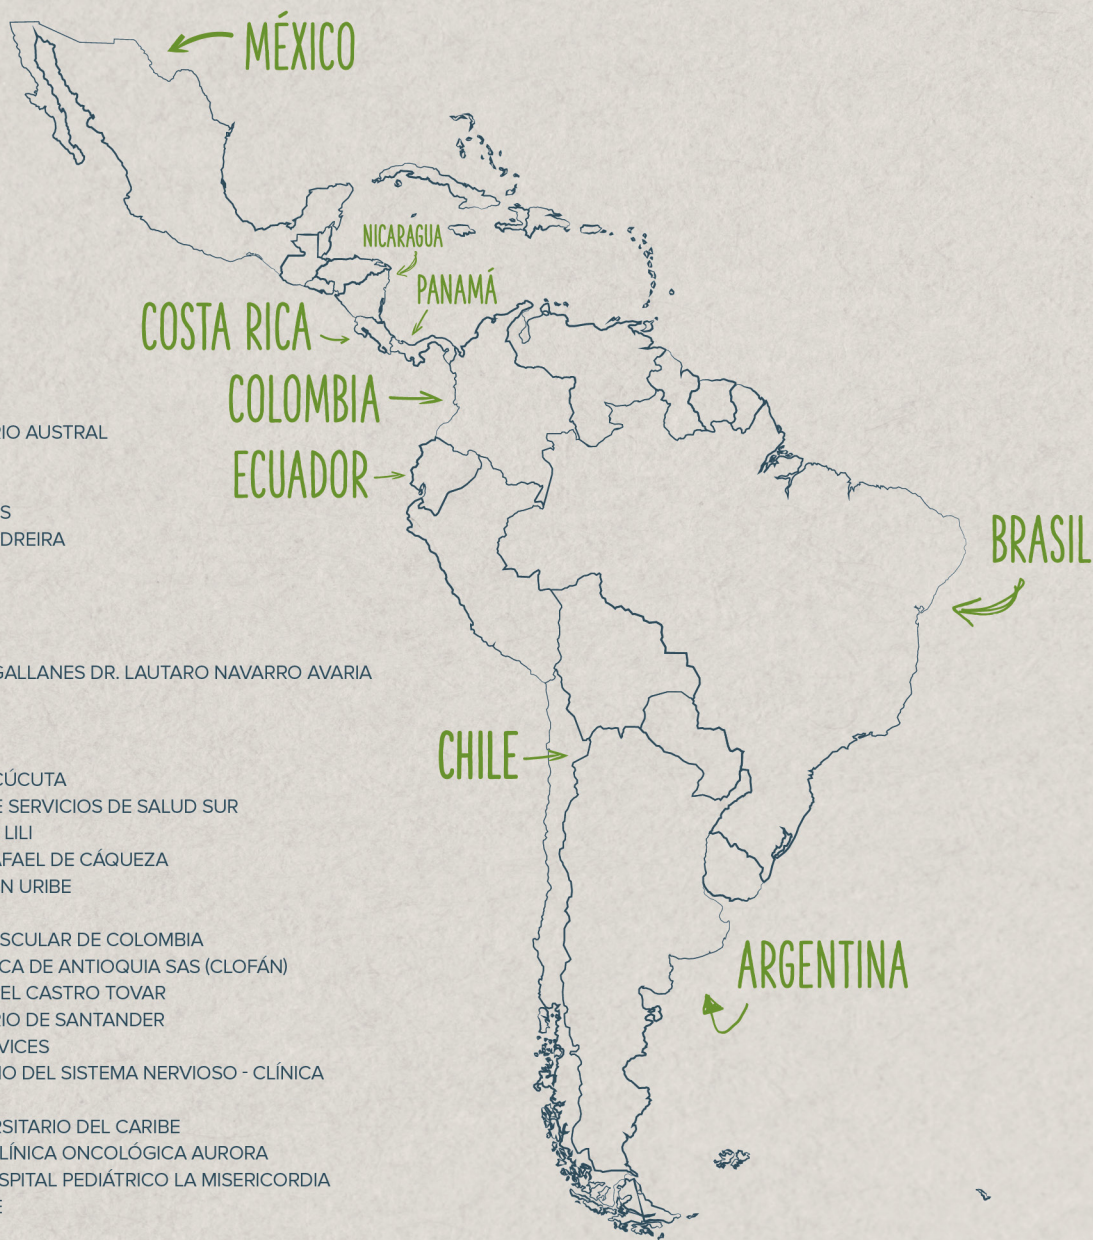 MÉXICO
NICARÁGUA
PANAMÁ
COSTA RICA
COLOMBIA
ECUADOR
BRASIL
CHILE
ARGENTINA
RIO AUSTRAL
S
DREIRA
GALLANES DR. LAUTARO NAVARRO AVARIA
CÚCUTA
E SERVICIOS DE SALUD SUR
LILI
AFAEL DE CÁQUEZA
N URIBE
SCULAR DE COLOMBIA
CA DE ANTIOQUIA SAS (CLOFÁN)
EL CASTRO TOVAR
RIO DE SANTANDER
VICES
IO DEL SISTEMA NERVIOSO - CLÍNICA
RSITARIO DEL CARIBE
LÍNICA ONCOLÓGICA AURORA
SPITAL PEDIÁTRICO LA MISERICORDIA
E